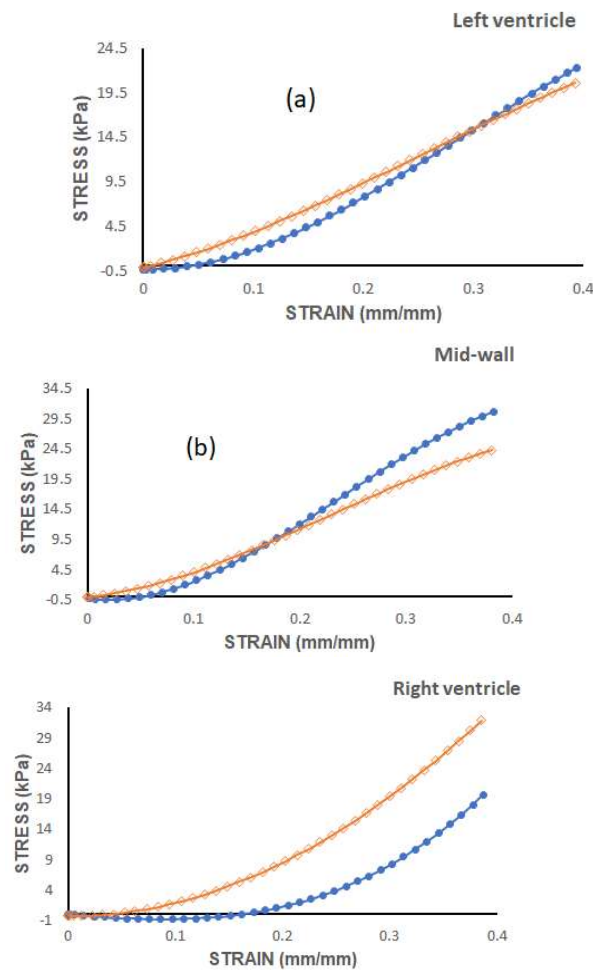 Left ventricle
24.5
19.5
14.5
9.5
4.5
-0.5
STRESS (kPa)
(a)
0 0.1 0.2 0.3 0.4
STRAIN (mm/mm)
Mid-wall
34.5
29.5
24.5
19.5
14.5
9.5
4.5
-0.5
STRESS (kPa)
(b)
0 0.1 0.2 0.3 0.4
STRAIN (mm/mm)
Right ventricle
34
29
24
19
14
9
4
-1
STRESS (kPa)
0 0.1 0.2 0.3 0.4
STRAIN (mm/mm)